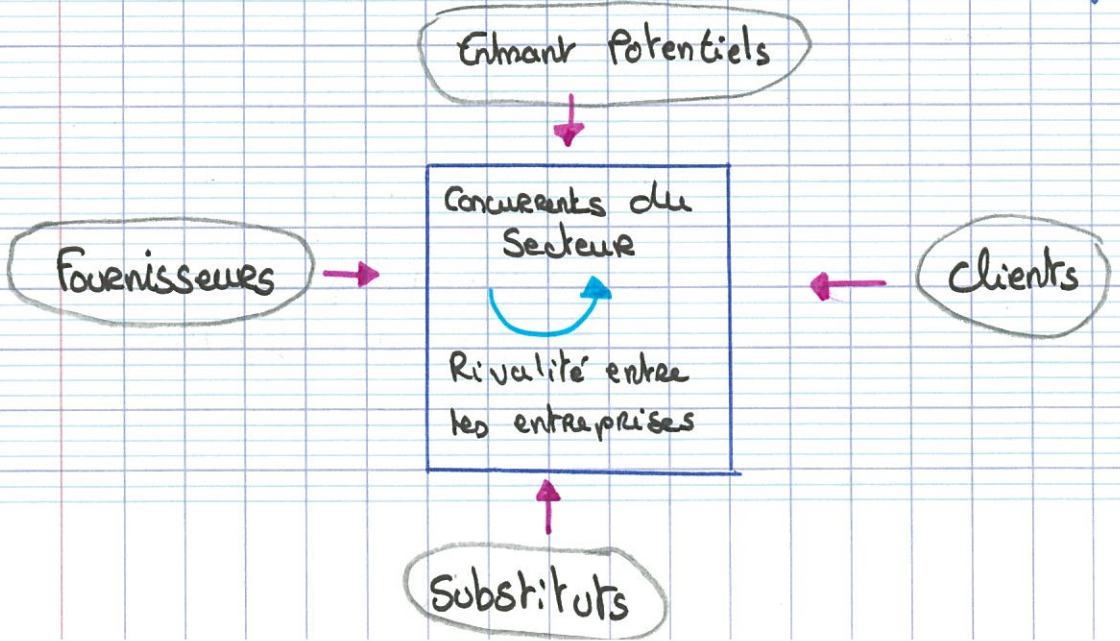 Entrant Potentiels
Concurrents du
Secteur
Fournisseurs
Clients
Rivalité entre
les entreprises
Substituts